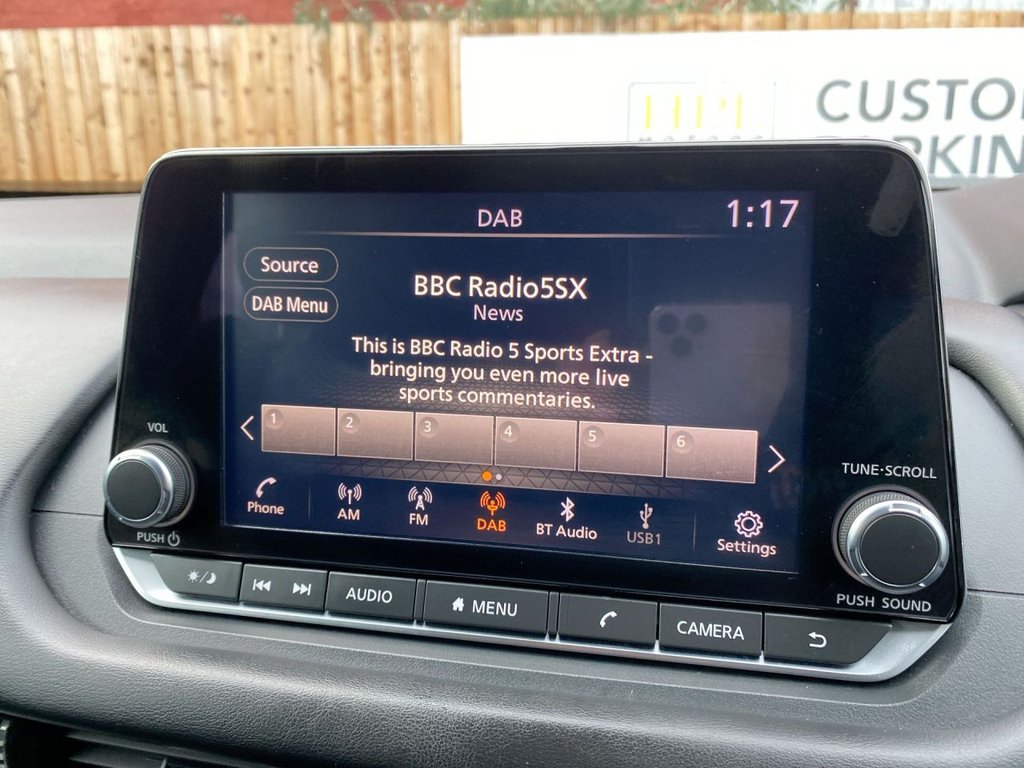 CUSTO
PARKIN
DAB
1:17
Source
DAB Menu
BBC Radio5SX
News
This is BBC Radio 5 Sports Extra -
bringing you even more live
sports commentaries.
1 2 3 4 5 6
Phone AM FM DAB BT Audio USB1 Settings
VOL
PUSH
TUNE·SCROLL
PUSH SOUND
AUDIO
MENU
CAMERA